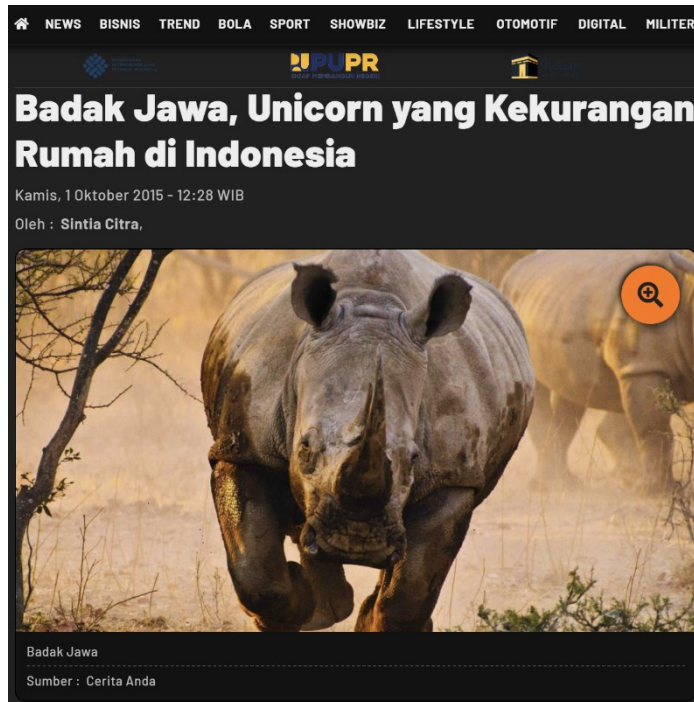 NEWS BISNIS TREND BOLA SPORT SHOWBIZ LIFESTYLE OTOMOTIF DIGITAL MILITER
PUPR
Badak Jawa, Unicorn yang Kekurangan
Rumah di Indonesia
Kamis, 1 Oktober 2015 - 12:28 WIB
Oleh : Sintia Citra,
Badak Jawa
Sumber : Cerita Anda